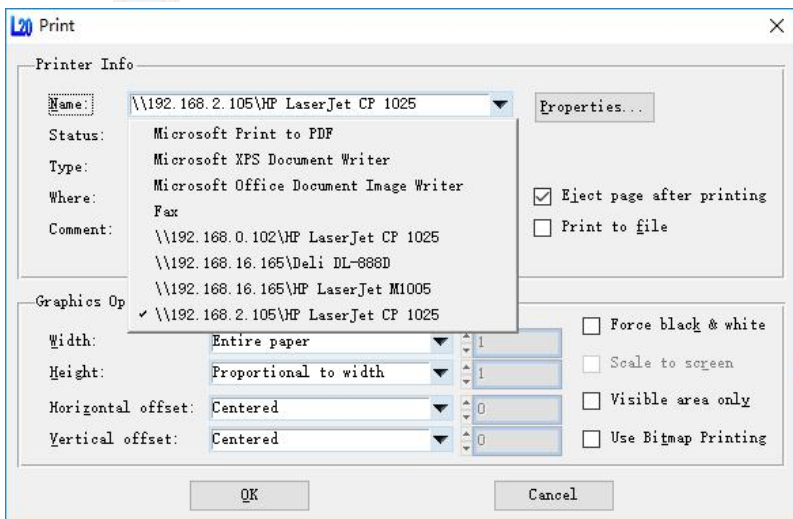 L20 Print
Printer Info
Name: \\192.168.2.105\HP LaserJet CP 1025 Properties...
Status: Microsoft Print to PDF
Type: Microsoft XPS Document Writer
Where: Microsoft Office Document Image Writer Eject page after printing
Fax
Comment: \\192.168.0.102\HP LaserJet CP 1025 Print to file
\\192.168.16.165\Deli DL-888D
\\192.168.16.165\HP LaserJet M1005
Graphics Op \\192.168.2.105\HP LaserJet CP 1025
Width: Entire paper 1 Force black & white
Height: Proportional to width 1 Scale to screen
Horizontal offset: Centered 0 Visible area only
Vertical offset: Centered 0 Use Bitmap Printing
OK Cancel